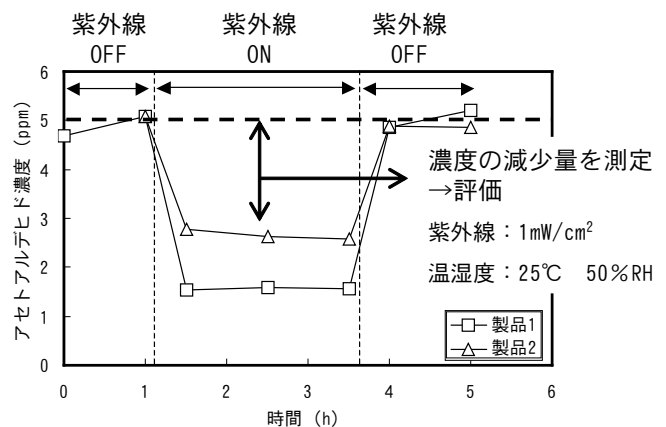 紫外線 紫外線 紫外線
OFF ON OFF
6
5
4
3
2
1
0
アセトアルデヒド濃度 (ppm)
濃度の減少量を測定
→評価
紫外線：1mW/cm²
温湿度：25℃ 50%RH
製品1
製品2
0 1 2 3 4 5 6
時間 (h)